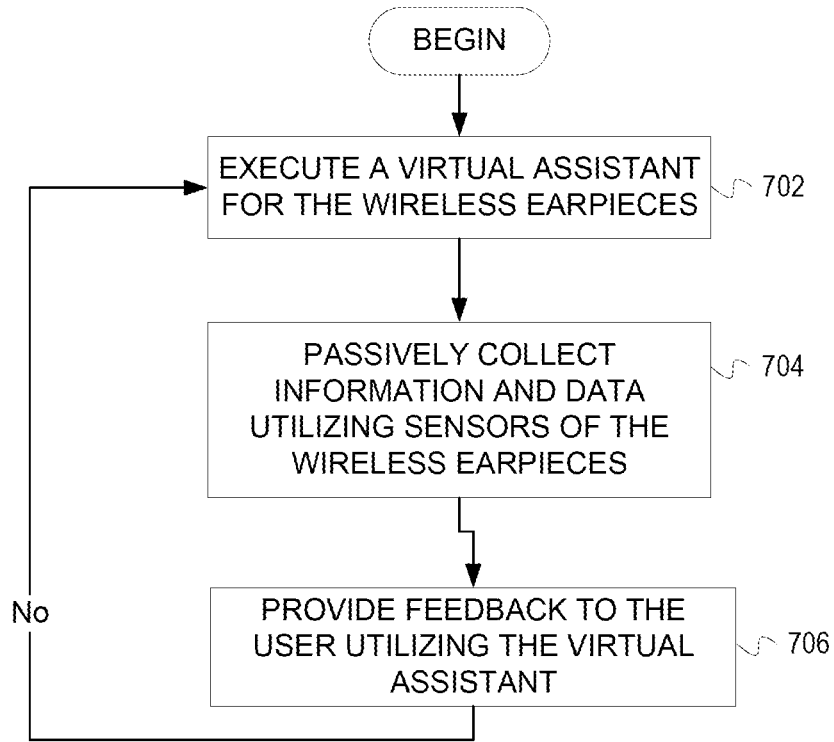 BEGIN
EXECUTE A VIRTUAL ASSISTANT
FOR THE WIRELESS EARPIECES
702
PASSIVELY COLLECT
INFORMATION AND DATA
UTILIZING SENSORS OF THE
WIRELESS EARPIECES
704
No
PROVIDE FEEDBACK TO THE
USER UTILIZING THE VIRTUAL
ASSISTANT
706